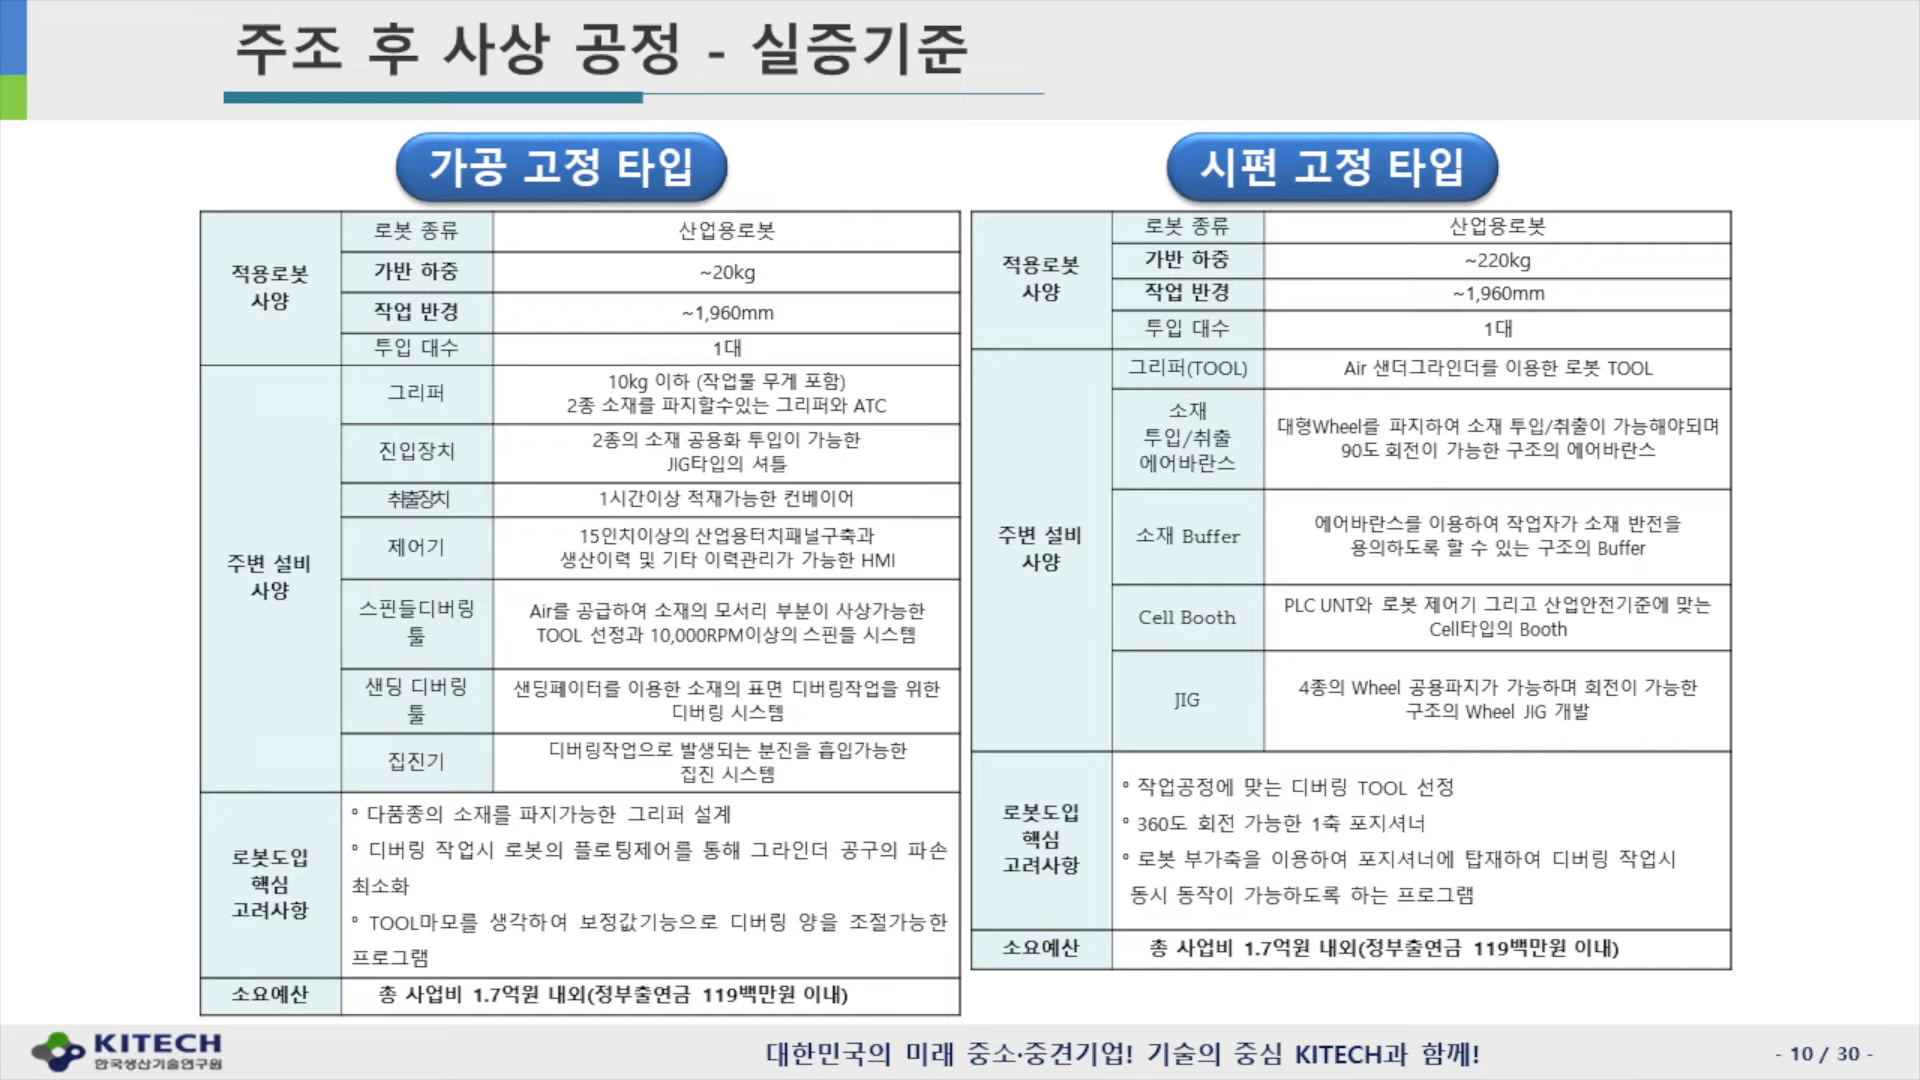 주조 후 사상 공정 - 실증기준
가공 고정 타입
적용로봇
사양
로봇 종류
산업용로봇
가반 하중
~20kg
작업 반경
~1,960mm
투입 대수
1대
주변 설비
사양
그리퍼
10kg 이하 (작업물 무게 포함)
2종 소재를 파지할수있는 그리퍼와 ATC
진입장치
2종의 소재 공용화 투입이 가능한
JIG타입의 셔틀
취출장치
1시간이상 적재가능한 컨베이어
제어기
15인치이상의 산업용터치패널구축과
생산이력 및 기타 이력관리가 가능한 HMI
스핀들디버링
툴
Air를 공급하여 소재의 모서리 부분이 사상가능한
TOOL 선정과 10,000RPM이상의 스핀들 시스템
샌딩 디버링
툴
샌딩페이터를 이용한 소재의 표면 디버링작업을 위한
디버링 시스템
집진기
디버링작업으로 발생되는 분진을 흡입가능한
집진 시스템
로봇도입
핵심
고려사항
° 다품종의 소재를 파지가능한 그리퍼 설계
° 디버링 작업시 로봇의 플로팅제어를 통해 그라인더 공구의 파손
최소화
° TOOL마모를 생각하여 보정값기능으로 디버링 양을 조절가능한
프로그램
소요예산
총 사업비 1.7억원 내외(정부출연금 119백만원 이내)
시편 고정 타입
적용로봇
사양
로봇 종류
산업용로봇
가반 하중
~220kg
작업 반경
~1,960mm
투입 대수
1대
주변 설비
사양
그리퍼(TOOL)
Air 샌더그라인더를 이용한 로봇 TOOL
소재
투입/취출
에어바란스
대형Wheel를 파지하여 소재 투입/취출이 가능해야되며
90도 회전이 가능한 구조의 에어바란스
소재 Buffer
에어바란스를 이용하여 작업자가 소재 반전을
용의하도록 할 수 있는 구조의 Buffer
Cell Booth
PLC UNT와 로봇 제어기 그리고 산업안전기준에 맞는
Cell타입의 Booth
JIG
4종의 Wheel 공용파지가 가능하며 회전이 가능한
구조의 Wheel JIG 개발
로봇도입
핵심
고려사항
° 작업공정에 맞는 디버링 TOOL 선정
° 360도 회전 가능한 1축 포지셔너
° 로봇 부가축을 이용하여 포지셔너에 탑재하여 디버링 작업시
동시 동작이 가능하도록 하는 프로그램
소요예산
총 사업비 1.7억원 내외(정부출연금 119백만원 이내)
KITECH
한국생산기술연구원
대한민국의 미래 중소·중견기업! 기술의 중심 KITECH과 함께!
- 10 / 30 -